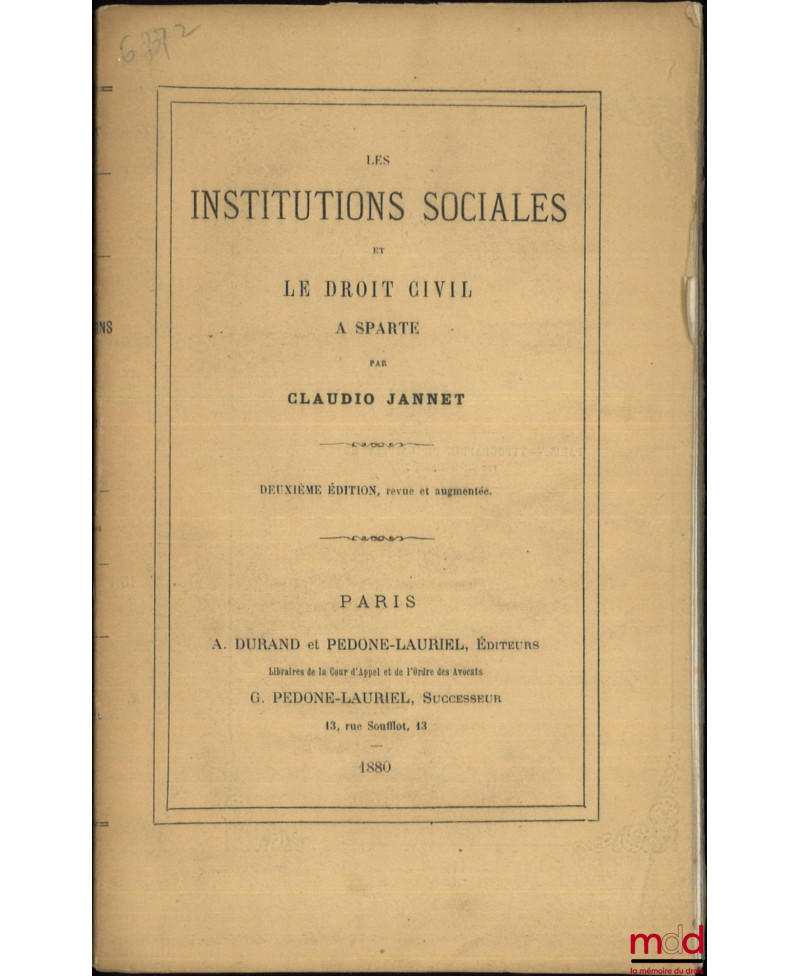 6372
LES
INSTITUTIONS SOCIALES
ET
LE DROIT CIVIL
A SPARTE
PAR
CLAUDIO JANNET
DEUXIÈME ÉDITION, revue et augmentée.
PARIS
A. DURAND et PEDONE-LAURIEL, ÉDITEURS
Libraires de la Cour d'Appel et de l'Ordre des Avocats
G. PEDONE-LAURIEL, SUCCESSEUR
13, rue Soufflot, 13
1880
NS
mdd
la mémoire du droit